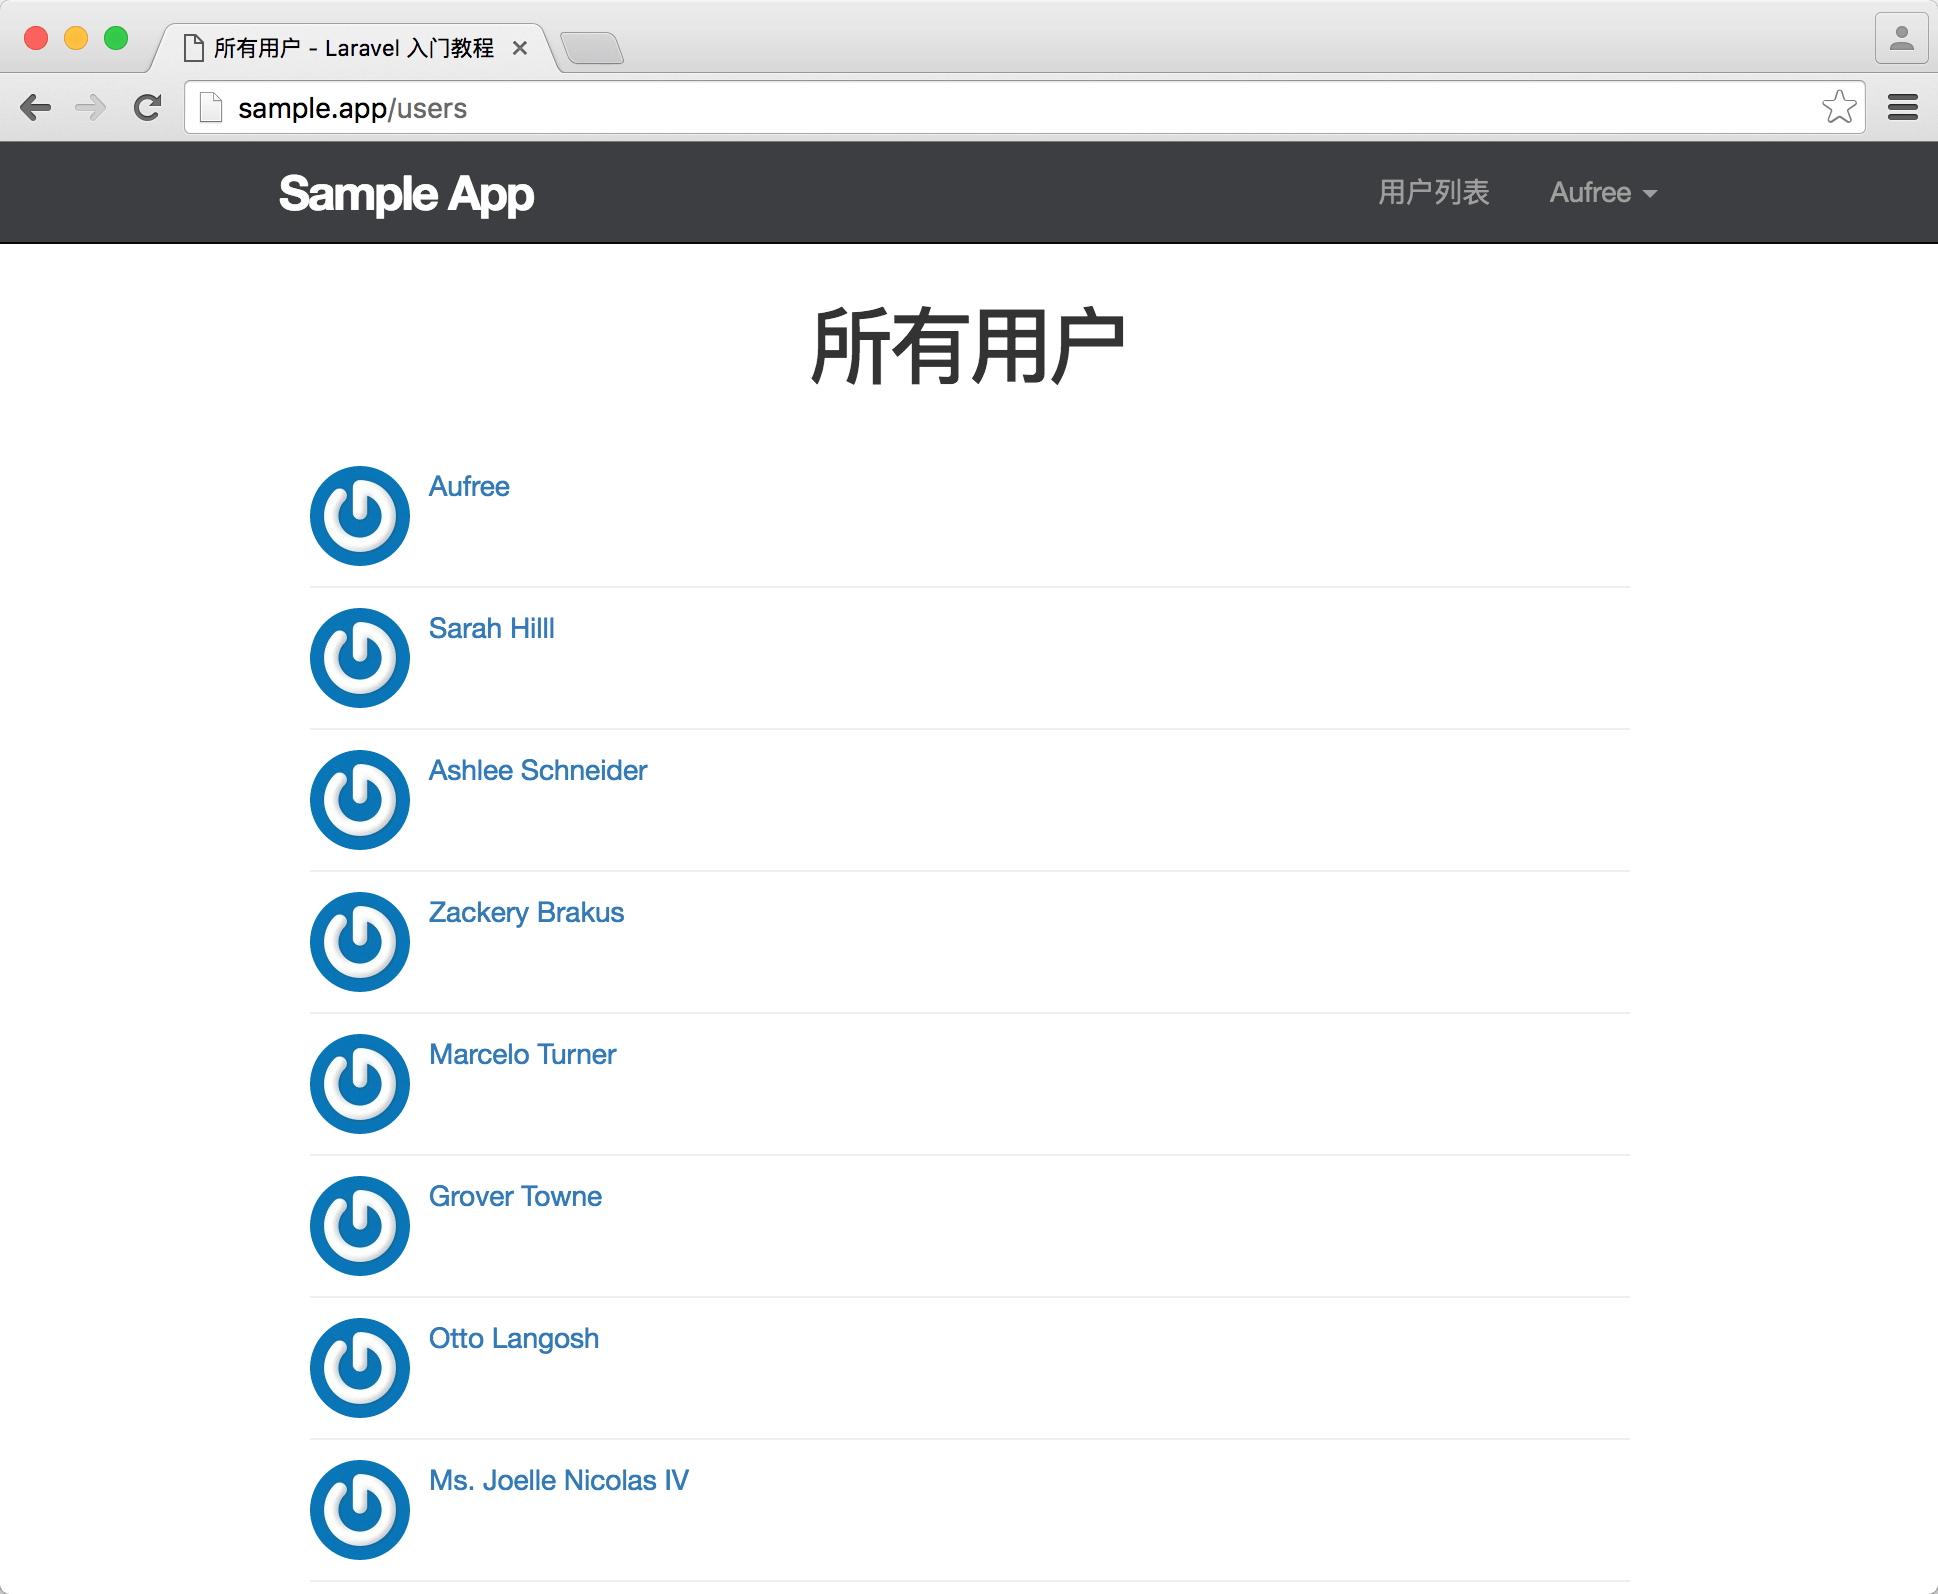 所有用户 - Laravel 入门教程
sample.app/users
Sample App
用户列表
Aufree
所有用户
Aufree
Sarah Hilll
Ashlee Schneider
Zackery Brakus
Marcelo Turner
Grover Towne
Otto Langosh
Ms. Joelle Nicolas IV